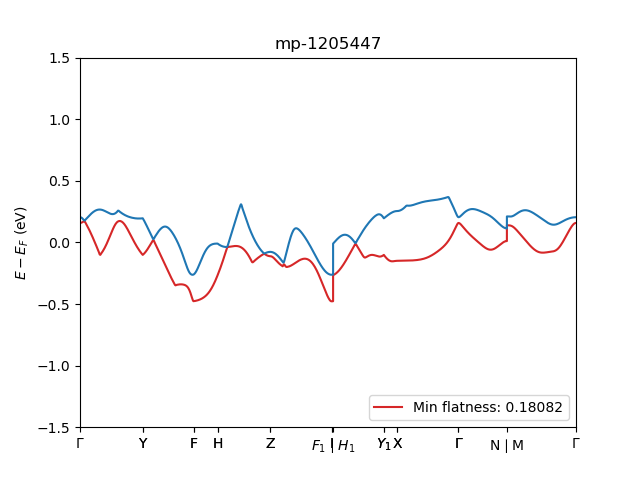 mp-1205447
1.5
1.0
0.5
0.0
−0.5
−1.0
−1.5
E − E_F (eV)
Min flatness: 0.18082
Γ Y F H Z F₁ | H₁ I Y₁ X Γ N | M Γ